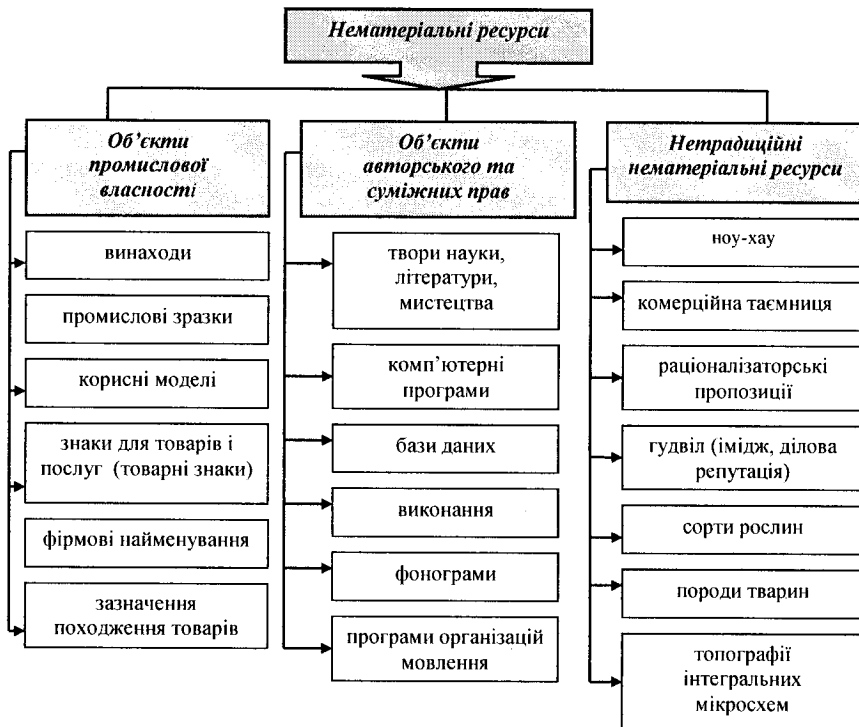 Нематеріальні ресурси
Об’єкти
промислової
власності
винаходи
промислові зразки
корисні моделі
знаки для товарів і
послуг (товарні знаки)
фірмові найменування
зазначення
походження товарів
Об’єкти
авторського та
суміжних прав
твори науки,
літератури,
мистецтва
комп’ютерні
програми
бази даних
виконання
фонограми
програми організацій
мовлення
Нетрадиційні
нематеріальні ресурси
ноу-хау
комерційна таємниця
раціоналізаторські
пропозиції
гудвіл (імідж, ділова
репутація)
сорти рослин
породи тварин
топографії
інтегральних
мікросхем